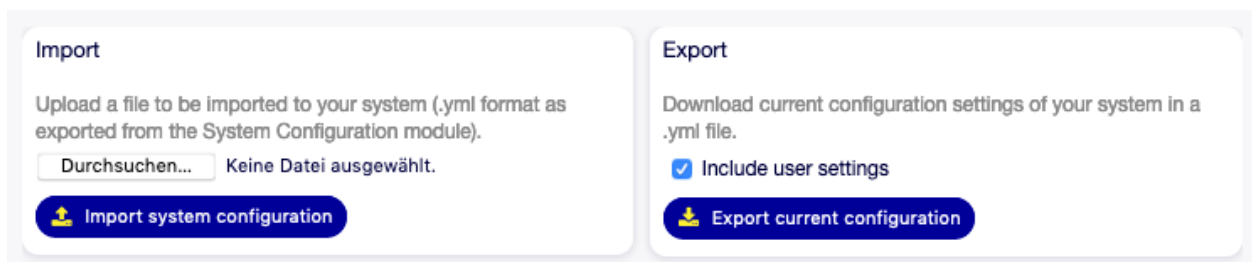 Import
Upload a file to be imported to your system (.yml format as
exported from the System Configuration module).
Durchsuchen... Keine Datei ausgewählt.
Import system configuration
Export
Download current configuration settings of your system in a
.yml file.
Include user settings
Export current configuration